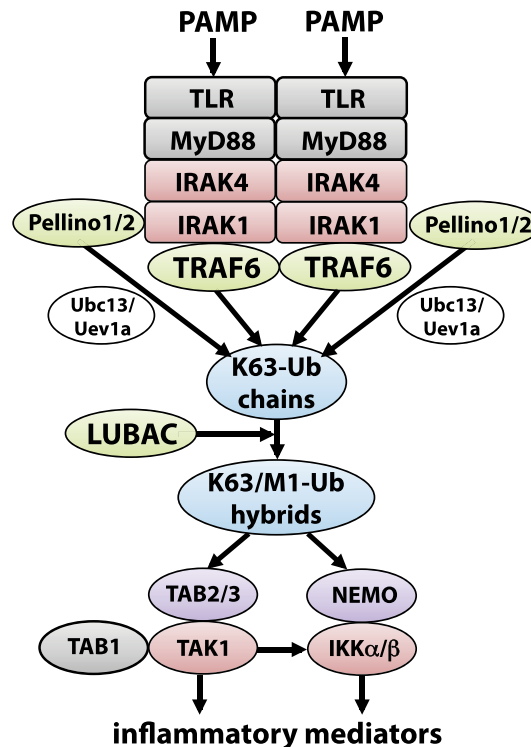 PAMP PAMP
TLR TLR
MyD88 MyD88
IRAK4 IRAK4
Pellino1/2 IRAK1 IRAK1 Pellino1/2
TRAF6 TRAF6
Ubc13/ Ubc13/
Uev1a Uev1a
K63-Ub
chains
LUBAC
K63/M1-Ub
hybrids
TAB2/3 NEMO
TAB1 TAK1 IKKα/β
inflammatory mediators